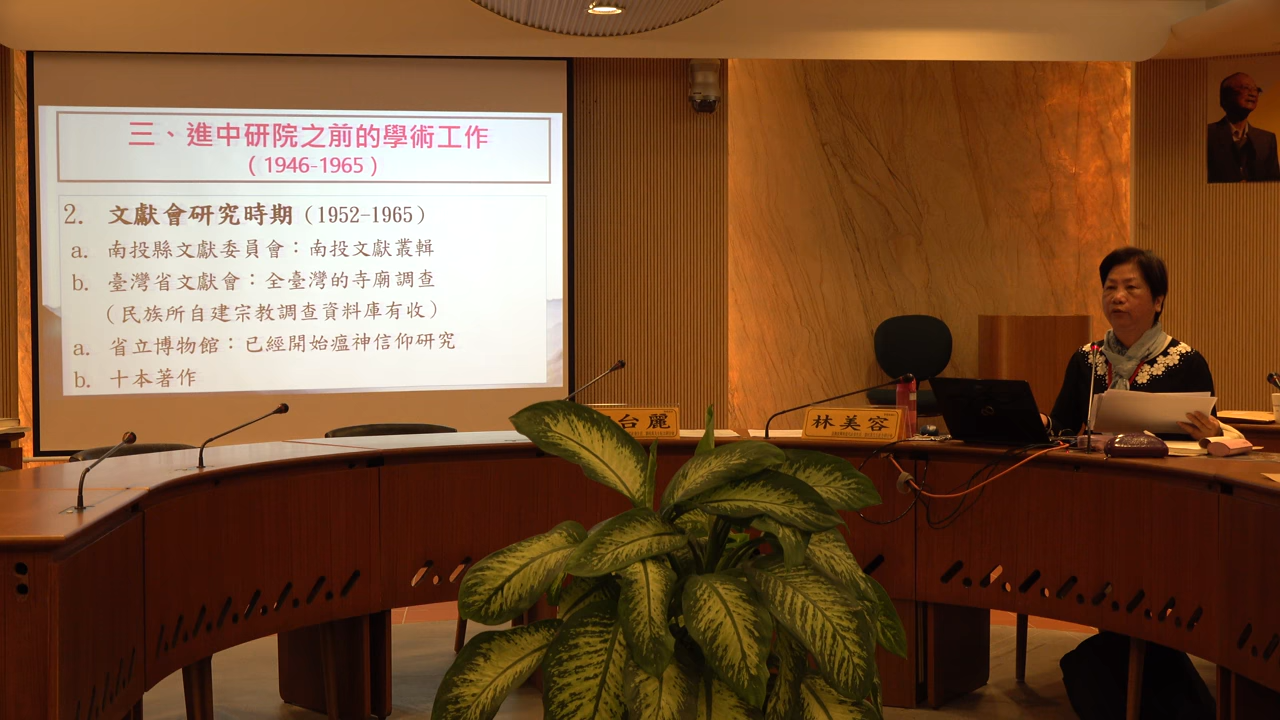 三、進中研院之前的學術工作
(1946-1965)
2. 文獻會研究時期(1952-1965)
a. 南投縣文獻委員會：南投文獻叢輯
b. 臺灣省文獻會：全臺灣的寺廟調查
(民族所自建宗教調查資料庫有收)
a. 省立博物館：已經開始瘟神信仰研究
b. 十本著作
台麗
林美容